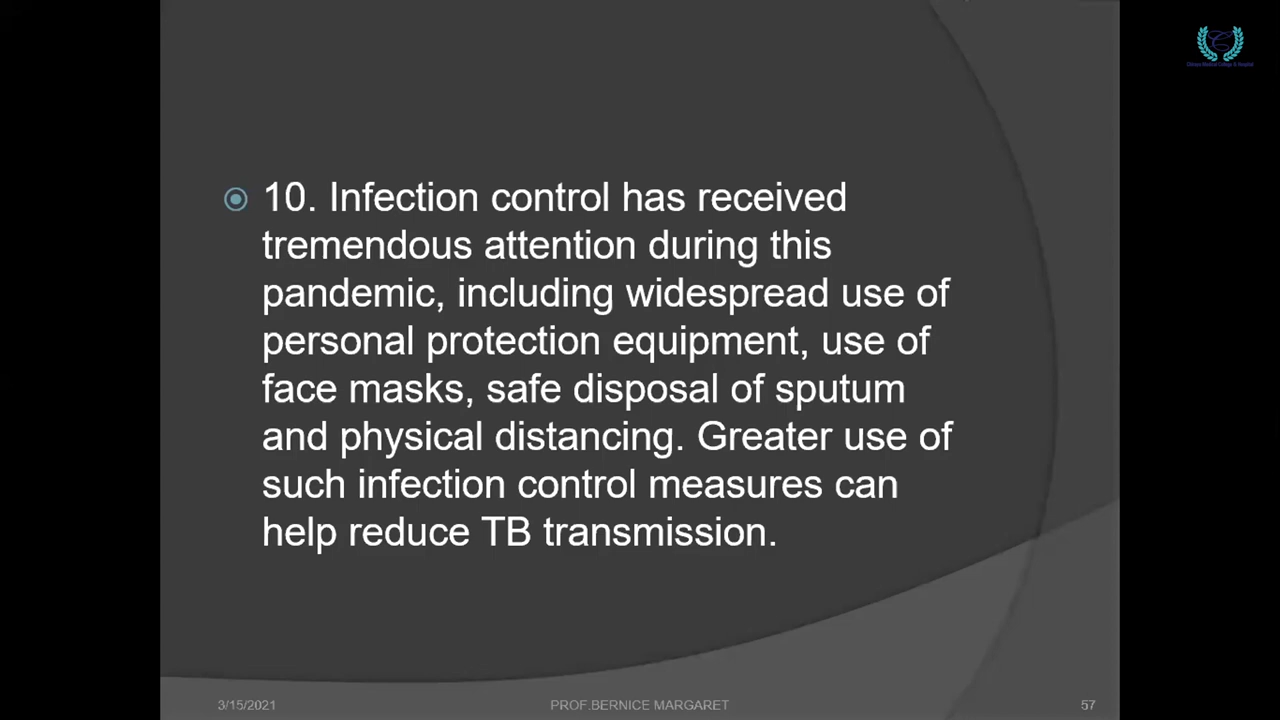 10. Infection control has received
tremendous attention during this
pandemic, including widespread use of
personal protection equipment, use of
face masks, safe disposal of sputum
and physical distancing. Greater use of
such infection control measures can
help reduce TB transmission.
3/15/2021
PROF.BERNICE MARGARET
57